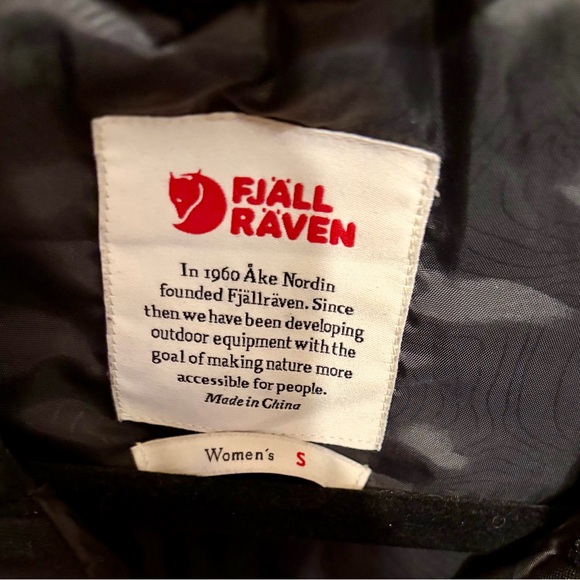 FJÄLL
RÄVEN
In 1960 Åke Nordin
founded Fjällräven. Since
then we have been developing
outdoor equipment with the
goal of making nature more
accessible for people.
Made in China
Women´s S